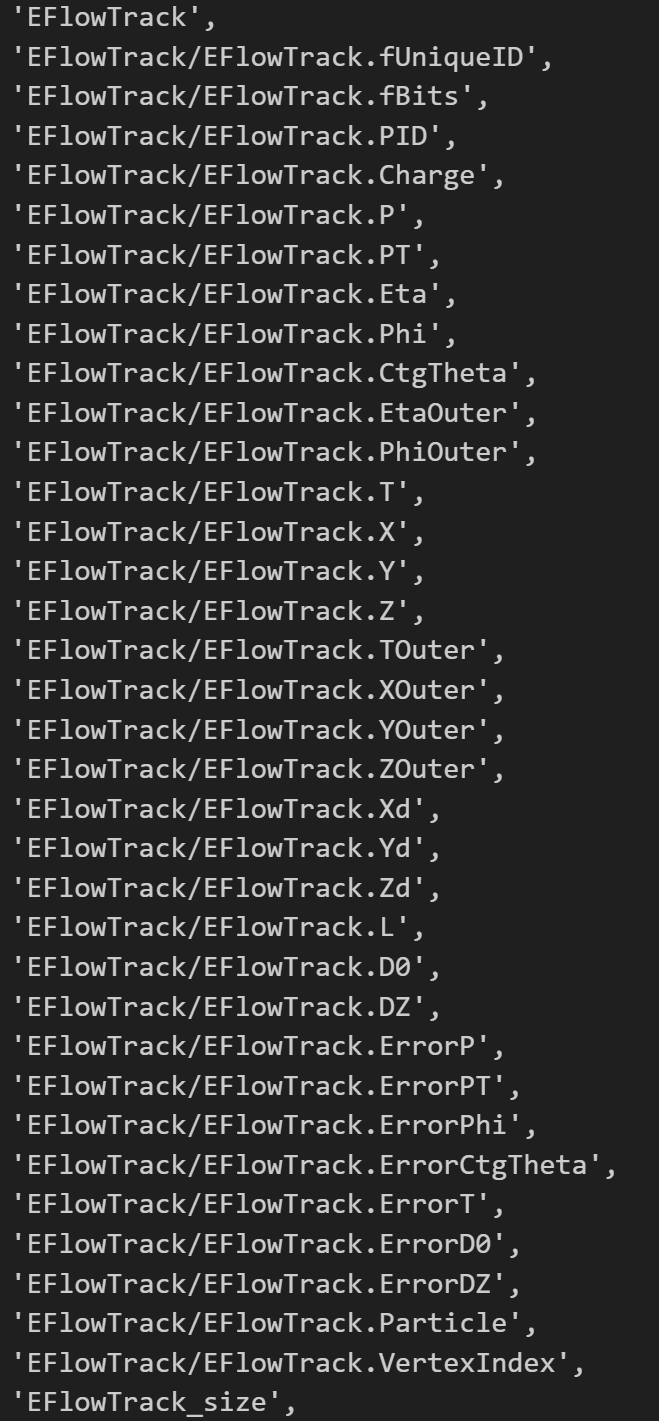 'EFlowTrack',
'EFlowTrack/EFlowTrack.fUniqueID',
'EFlowTrack/EFlowTrack.fBits',
'EFlowTrack/EFlowTrack.PID',
'EFlowTrack/EFlowTrack.Charge',
'EFlowTrack/EFlowTrack.P',
'EFlowTrack/EFlowTrack.PT',
'EFlowTrack/EFlowTrack.Eta',
'EFlowTrack/EFlowTrack.Phi',
'EFlowTrack/EFlowTrack.CtgTheta',
'EFlowTrack/EFlowTrack.EtaOuter',
'EFlowTrack/EFlowTrack.PhiOuter',
'EFlowTrack/EFlowTrack.T',
'EFlowTrack/EFlowTrack.X',
'EFlowTrack/EFlowTrack.Y',
'EFlowTrack/EFlowTrack.Z',
'EFlowTrack/EFlowTrack.TOuter',
'EFlowTrack/EFlowTrack.XOuter',
'EFlowTrack/EFlowTrack.YOuter',
'EFlowTrack/EFlowTrack.ZOuter',
'EFlowTrack/EFlowTrack.Xd',
'EFlowTrack/EFlowTrack.Yd',
'EFlowTrack/EFlowTrack.Zd',
'EFlowTrack/EFlowTrack.L',
'EFlowTrack/EFlowTrack.D0',
'EFlowTrack/EFlowTrack.DZ',
'EFlowTrack/EFlowTrack.ErrorP',
'EFlowTrack/EFlowTrack.ErrorPT',
'EFlowTrack/EFlowTrack.ErrorPhi',
'EFlowTrack/EFlowTrack.ErrorCtgTheta',
'EFlowTrack/EFlowTrack.ErrorT',
'EFlowTrack/EFlowTrack.ErrorD0',
'EFlowTrack/EFlowTrack.ErrorDZ',
'EFlowTrack/EFlowTrack.Particle',
'EFlowTrack/EFlowTrack.VertexIndex',
'EFlowTrack_size',